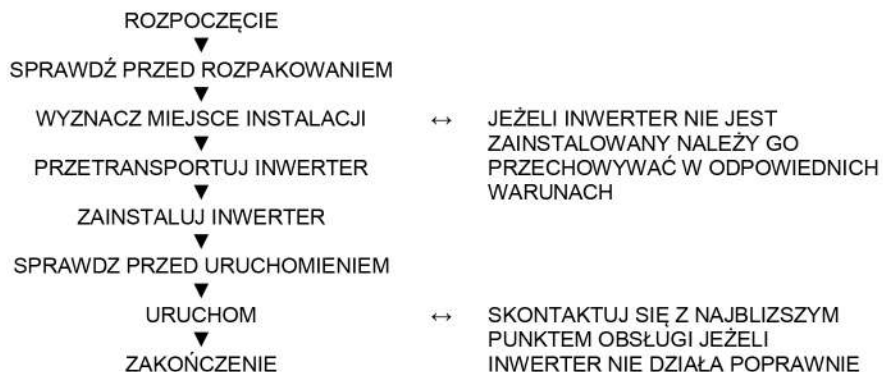 ROZPOCZĘCIE
▼
SPRAWDŹ PRZED ROZPAKOWANIEM
▼
WYZNACZ MIEJSCE INSTALACJI ↔ JEŻELI INWERTER NIE JEST
▼ ZAINSTALOWANY NALEŻY GO
PRZETRANSPORTUJ INWERTER PRZECHOWYWAĆ W ODPOWIEDNICH
▼ WARUNACH
ZAINSTALUJ INWERTER
▼
SPRAWDZ PRZED URUCHOMIENIEM
▼
URUCHOM ↔ SKONTAKTUJ SIĘ Z NAJBLIZSZYM
▼ PUNKTEM OBSŁUGI JEŻELI
ZAKOŃCZENIE INWERTER NIE DZIAŁA POPRAWNIE